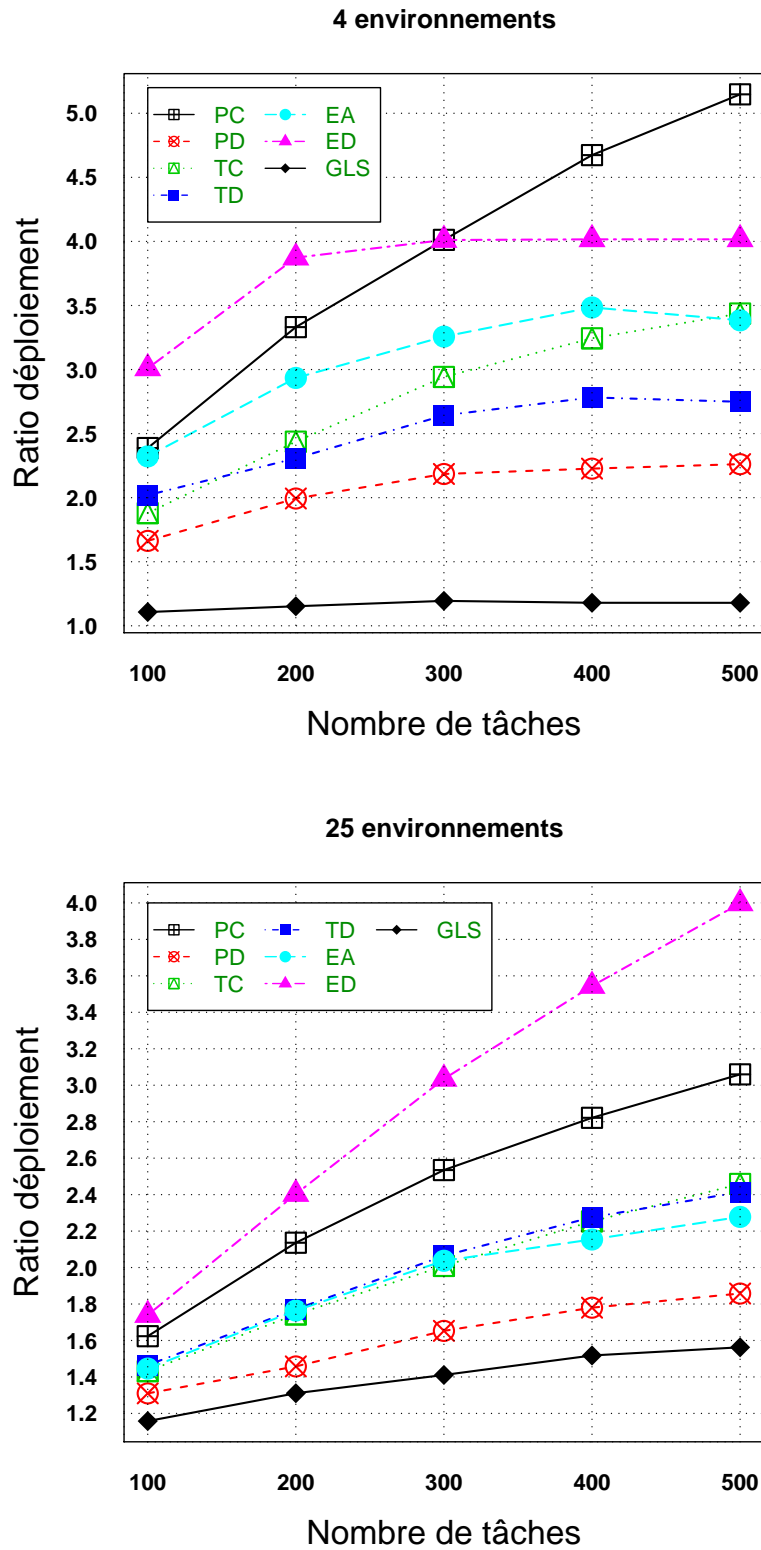 4 environnements
5.0
4.5
4.0
3.5
3.0
2.5
2.0
1.5
1.0
Ratio déploiement
PC EA
PD ED
TC GLS
TD
100 200 300 400 500
Nombre de tâches
25 environnements
4.0
3.8
3.6
3.4
3.2
3.0
2.8
2.6
2.4
2.2
2.0
1.8
1.6
1.4
1.2
Ratio déploiement
PC TD GLS
PD EA
TC ED
100 200 300 400 500
Nombre de tâches